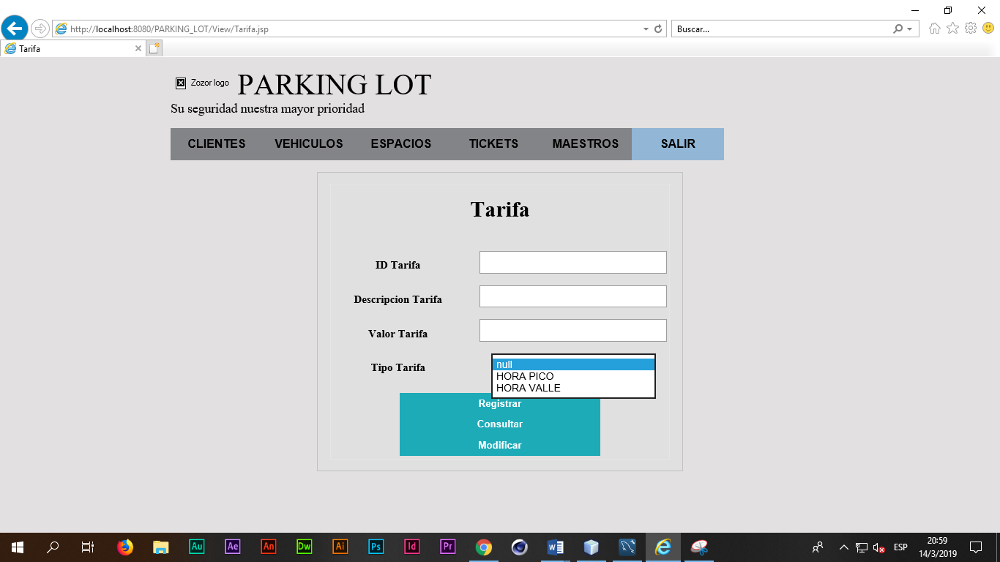 http://localhost:8080/PARKING_LOT/View/Tarifa.jsp
Buscar...
Tarifa
Zozor logo
PARKING LOT
Su seguridad nuestra mayor prioridad
CLIENTES VEHICULOS ESPACIOS TICKETS MAESTROS SALIR
Tarifa
ID Tarifa
Descripcion Tarifa
Valor Tarifa
Tipo Tarifa
null
HORA PICO
HORA VALLE
Registrar
Consultar
Modificar
Au Ae An Dw Ai Ps Id Pr
ESP
20:59
14/3/2019